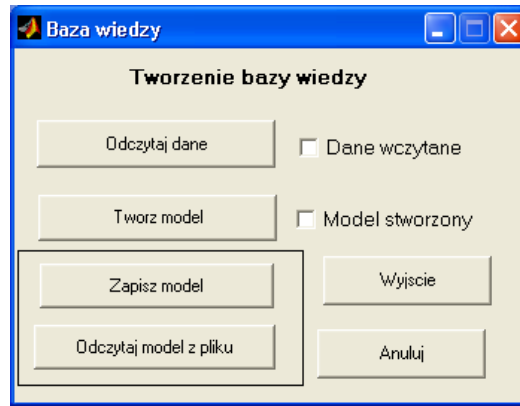 Baza wiedzy
Tworzenie bazy wiedzy
Odczytaj dane
Dane wczytane
Tworz model
Model stworzony
Zapisz model
Wyjscie
Odczytaj model z pliku
Anuluj